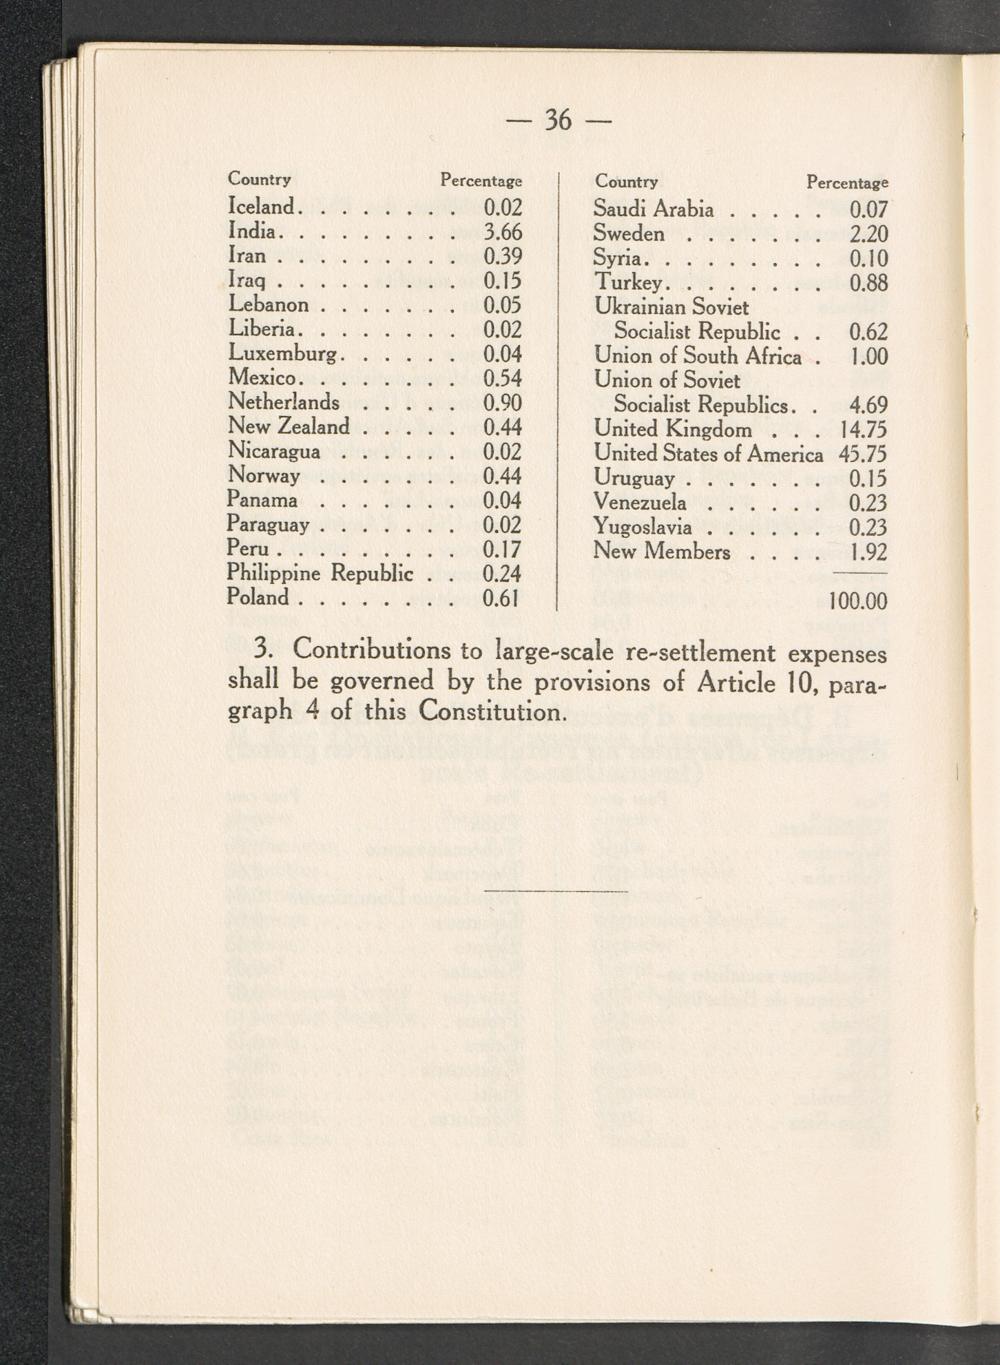 — 36 —
Country Percentage
Iceland. . . . . . . . 0.02
India. . . . . . . . . 3.66
Iran . . . . . . . . . 0.39
Iraq . . . . . . . . . 0.15
Lebanon . . . . . . . 0.05
Liberia. . . . . . . . 0.02
Luxemburg. . . . . . 0.04
Mexico. . . . . . . . 0.54
Netherlands . . . . . 0.90
New Zealand . . . . . 0.44
Nicaragua . . . . . . 0.02
Norway . . . . . . . 0.44
Panama . . . . . . . 0.04
Paraguay . . . . . . . 0.02
Peru . . . . . . . . . 0.17
Philippine Republic . . 0.24
Poland . . . . . . . . 0.61
Country Percentage
Saudi Arabia . . . . . 0.07
Sweden . . . . . . . 2.20
Syria. . . . . . . . . 0.10
Turkey. . . . . . . . 0.88
Ukrainian Soviet
Socialist Republic . . 0.62
Union of South Africa . 1.00
Union of Soviet
Socialist Republics. . 4.69
United Kingdom . . . 14.75
United States of America 45.75
Uruguay . . . . . . . 0.15
Venezuela . . . . . . 0.23
Yugoslavia . . . . . . 0.23
New Members . . . . 1.92
100.00
3. Contributions to large-scale re-settlement expenses
shall be governed by the provisions of Article 10, para-
graph 4 of this Constitution.